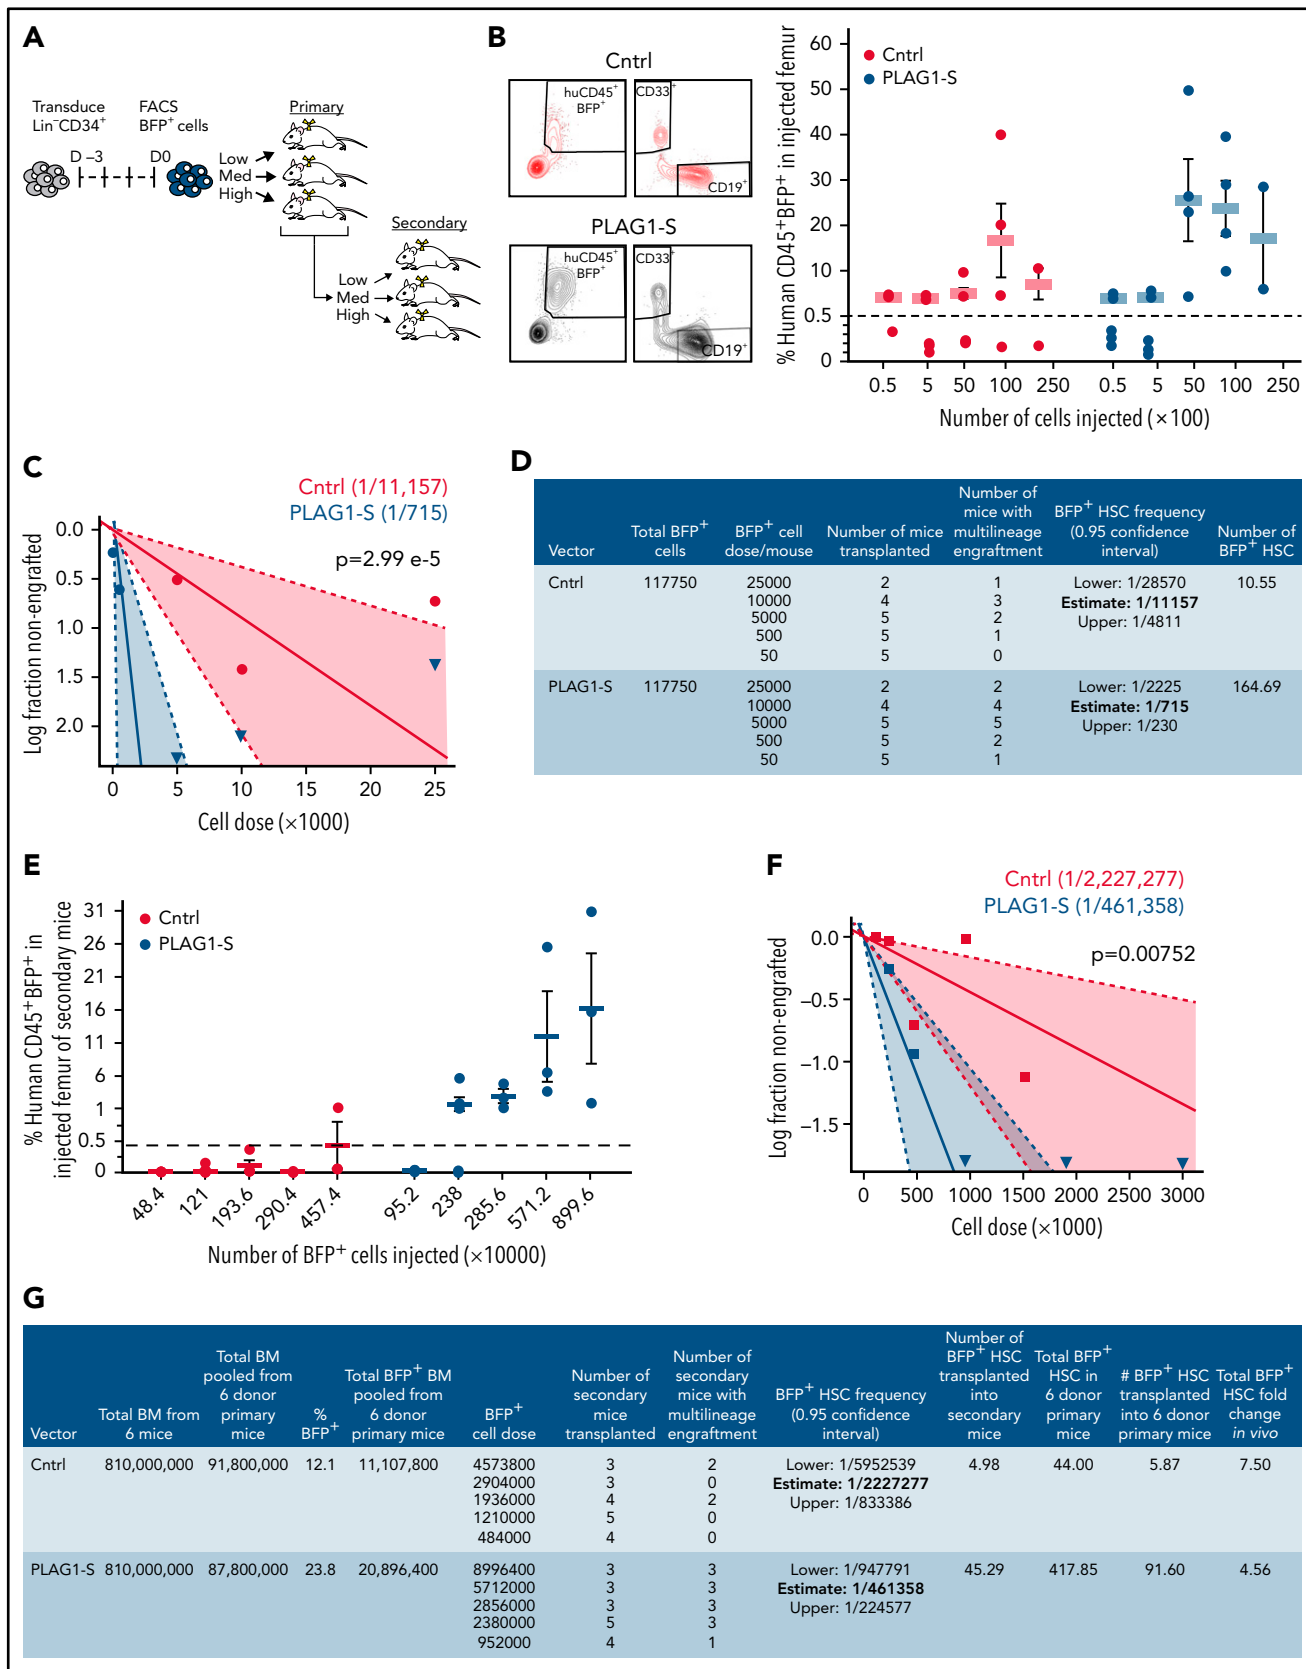 A
Transduce
Lin⁻CD34⁺
FACS
BFP⁺ cells
D –3
D0
Low
Med
High
Primary
Secondary
Low
Med
High
B
Cntrl
huCD45⁺
BFP⁺
CD33⁺
CD19⁺
PLAG1-S
huCD45⁺
BFP⁺
CD33⁺
CD19⁺
% Human CD45⁺BFP⁺ in injected femur
60
50
40
30
20
10
0.5
0
Cntrl
PLAG1-S
0.5 5 50 100 250 0.5 5 50 100 250
Number of cells injected (×100)
C
Cntrl (1/11,157)
PLAG1-S (1/715)
p=2.99 e-5
Log fraction non-engrafted
0.0
0.5
1.0
1.5
2.0
0 5 10 15 20 25
Cell dose (×1000)
D
Vector
Total BFP⁺
cells
BFP⁺ cell
dose/mouse
Number of mice
transplanted
Number of
mice with
multilineage
engraftment
BFP⁺ HSC frequency
(0.95 confidence
interval)
Number of
BFP⁺ HSC
Cntrl 117750 25000 2 1 Lower: 1/28570 10.55
10000 4 3 Estimate: 1/11157
5000 5 2 Upper: 1/4811
500 5 1
50 5 0
PLAG1-S 117750 25000 2 2 Lower: 1/2225 164.69
10000 4 4 Estimate: 1/715
5000 5 5 Upper: 1/230
500 5 2
50 5 1
E
% Human CD45⁺BFP⁺ in
injected femur of secondary mice
31
26
21
16
11
6
1
0.5
0
Cntrl
PLAG1-S
48.4 121 193.6 290.4 457.4 95.2 238 285.6 571.2 899.6
Number of BFP⁺ cells injected (×10000)
F
Cntrl (1/2,227,277)
PLAG1-S (1/461,358)
p=0.00752
Log fraction non-engrafted
0.0
−0.5
−1.0
−1.5
0 500 1000 1500 2000 2500 3000
Cell dose (×1000)
G
Vector
Total BM from
6 mice
Total BM
pooled from
6 donor
primary
mice
%
BFP⁺
Total BFP⁺ BM
pooled from
6 donor
primary mice
BFP⁺
cell dose
Number of
secondary
mice
transplanted
Number of
secondary
mice with
multilineage
engraftment
BFP⁺ HSC frequency
(0.95 confidence
interval)
Number of
BFP⁺ HSC
transplanted
into
secondary
mice
Total BFP⁺
HSC in
6 donor
primary
mice
# BFP⁺ HSC
transplanted
into 6 donor
primary mice
Total BFP⁺
HSC fold
change
in vivo
Cntrl 810,000,000 91,800,000 12.1 11,107,800 4573800 3 2 Lower: 1/5952539 4.98 44.00 5.87 7.50
2904000 3 0 Estimate: 1/2227277
1936000 4 2 Upper: 1/833386
1210000 5 0
484000 4 0
PLAG1-S 810,000,000 87,800,000 23.8 20,896,400 8996400 3 3 Lower: 1/947791 45.29 417.85 91.60 4.56
5712000 3 3 Estimate: 1/461358
2856000 3 3 Upper: 1/224577
2380000 5 3
952000 4 1